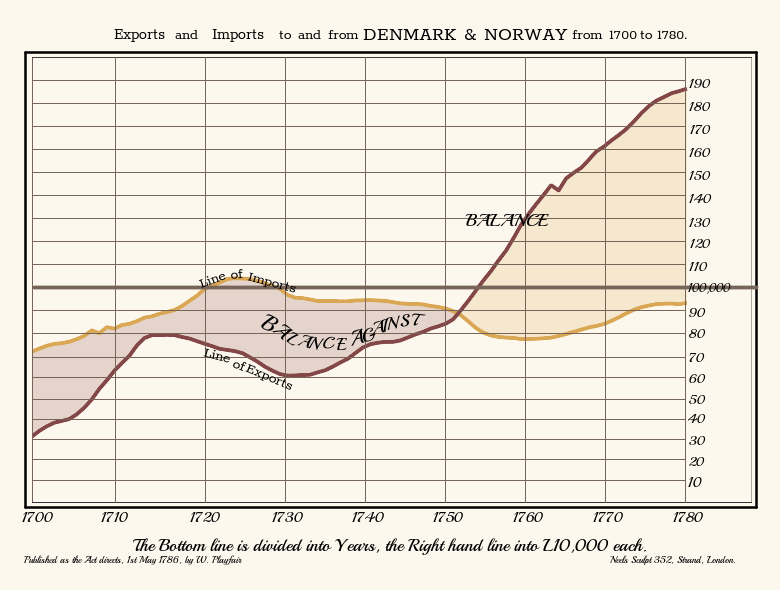 Exports and Imports to and from DENMARK & NORWAY from 1700 to 1780.
190
180
170
160
150
140
BALANCE
130
120
110
Line of Imports
100,000
90
BALANCE AGAINST
80
Line of Exports
70
60
50
40
30
20
10
1700 1710 1720 1730 1740 1750 1760 1770 1780
The Bottom line is divided into Years, the Right hand line into L10,000 each.
Published as the Act directs, 1st May 1786, by W. Playfair
Neele Sculpt 352, Strand, London.